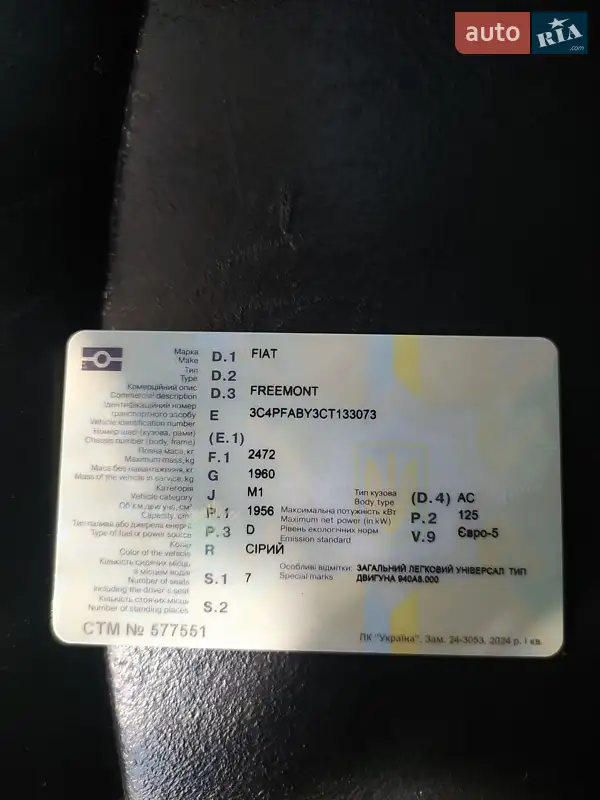 auto RIA .com
Марка
Make D.1 FIAT
Тип
Type D.2
Комерційний опис
Commercial description D.3 FREEMONT
Ідентифікаційний номер
транспортного засобу E 3C4PFABY3CT133073
Vehicle identification number
Номер шасі (кузова, рами) (E.1)
Chassis number (body, frame)
Повна маса, кг F.1 2472
Maximum mass, kg
Маса без навантаження, кг G 1960
Mass of the vehicle in service, kg
Категорія J M1 Тип кузова (D.4) AC
Vehicle category Body type
Об'єм двигуна, см³ P.1 1956 Максимальна потужність кВт P.2 125
Capacity, cm³ Maximum net power (in kW)
Тип палива або джерела енергії P.3 D Рівень екологічних норм V.9 Євро-5
Type of fuel or power source Emission standard
Колір R СІРИЙ
Color of the vehicle
Кількість сидячих місць Особливі відмітки: ЗАГАЛЬНИЙ ЛЕГКОВИЙ УНІВЕРСАЛ ТИП
з місцем водія S.1 7 Special marks ДВИГУНА 940A8.000
Number of seats
including the driver's seat
Кількість стоячих місць S.2
Number of standing places
СТМ № 577551 ПК "Україна". Зам. 24-3053. 2024 р. I кв.